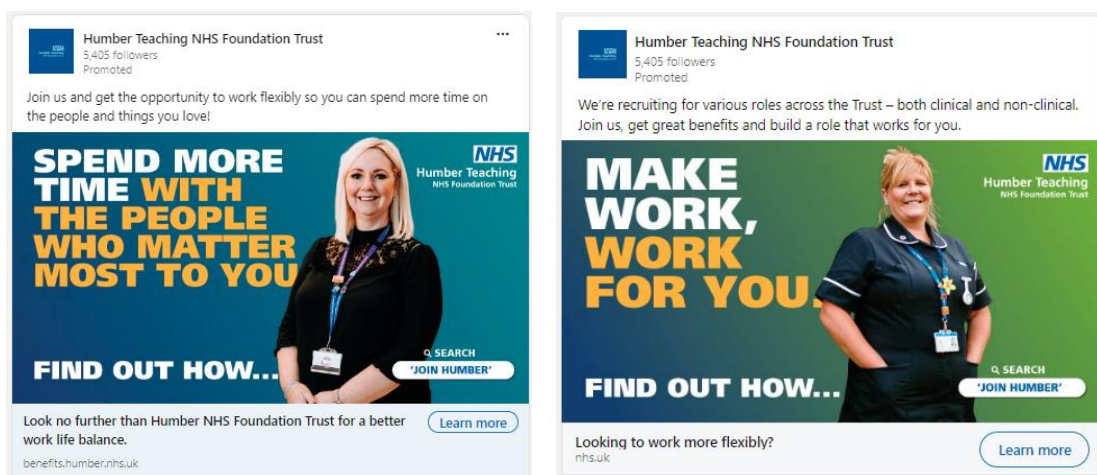 Humber Teaching NHS Foundation Trust
5,405 followers
Promoted
Join us and get the opportunity to work flexibly so you can spend more time on
the people and things you love!
SPEND MORE
TIME WITH
THE PEOPLE
WHO MATTER
MOST TO YOU
NHS
Humber Teaching
NHS Foundation Trust
FIND OUT HOW...
SEARCH
'JOIN HUMBER'
Look no further than Humber NHS Foundation Trust for a better
work life balance.
Learn more
benefits.humber.nhs.uk
Humber Teaching NHS Foundation Trust
5,405 followers
Promoted
We're recruiting for various roles across the Trust – both clinical and non-clinical.
Join us, get great benefits and build a role that works for you.
MAKE
WORK,
WORK
FOR YOU.
NHS
Humber Teaching
NHS Foundation Trust
FIND OUT HOW...
SEARCH
'JOIN HUMBER'
Looking to work more flexibly?
nhs.uk
Learn more